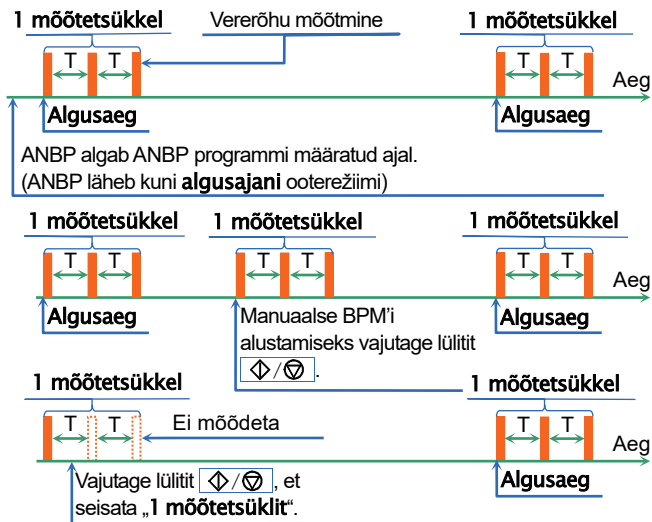 1 mõõtetsükkel Vererõhu mõõtmine 1 mõõtetsükkel
T T T T
Aeg
Algusaeg Algusaeg
ANBP algab ANBP programmi määratud ajal.
(ANBP läheb kuni algusajani ooterežiimi)
1 mõõtetsükkel 1 mõõtetsükkel 1 mõõtetsükkel
T T T T T T
Aeg
Algusaeg Manuaalse BPM’i Algusaeg
alustamiseks vajutage lülitit
/ .
1 mõõtetsükkel 1 mõõtetsükkel
T T Ei mõõdeta T T
Aeg
Vajutage lülitit / , et Algusaeg
seisata „1 mõõtetsüklit“.